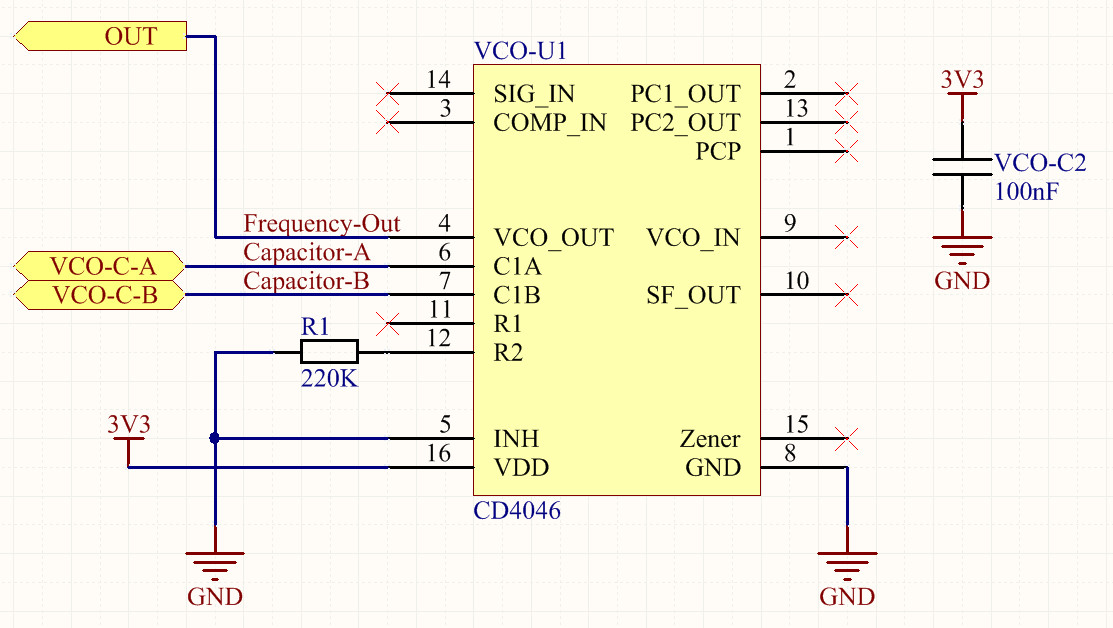 OUT
VCO-U1
14
SIG_IN
PC1_OUT
2
3
COMP_IN
PC2_OUT
13
PCP
1
3V3
VCO-C2
100nF
GND
Frequency-Out
4
VCO_OUT
VCO_IN
9
VCO-C-A
Capacitor-A
6
C1A
VCO-C-B
Capacitor-B
7
C1B
SF_OUT
10
11
R1
R1
220K
12
R2
3V3
5
INH
Zener
15
16
VDD
GND
8
CD4046
GND
GND